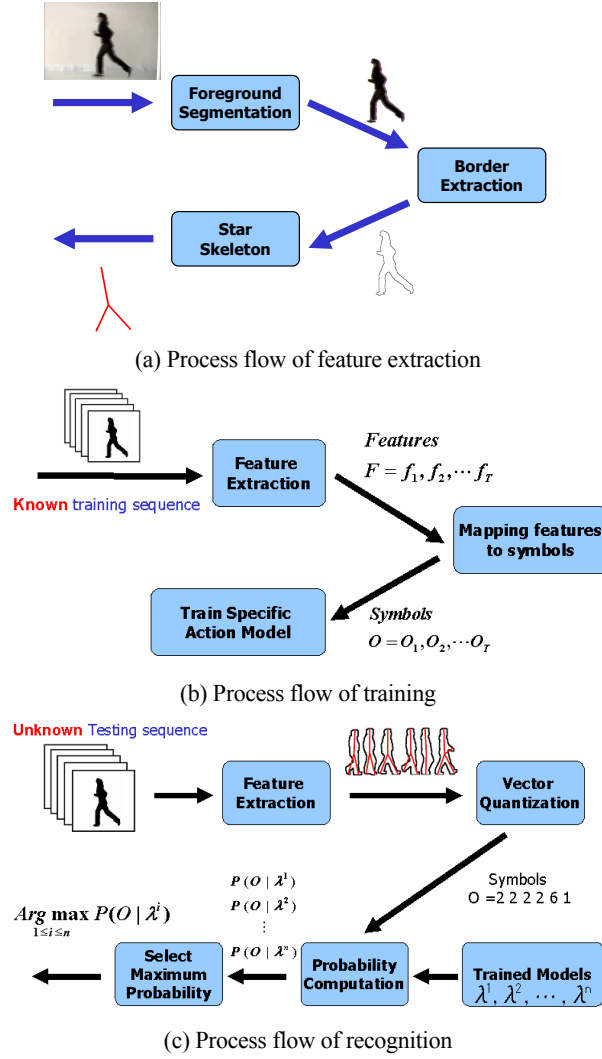 Foreground
Segmentation
Border
Extraction
Star
Skeleton
(a) Process flow of feature extraction
Features
F = f₁, f₂, ⋯ f_T
Feature
Extraction
Known training sequence
Mapping features
to symbols
Train Specific
Action Model
Symbols
O = O₁, O₂, ⋯ O_T
(b) Process flow of training
Unknown Testing sequence
Feature
Extraction
Vector
Quantization
Symbols
O =2 2 2 2 6 1
P(O | λ¹)
P(O | λ²)
⋮
P(O | λⁿ)
Arg max P(O | λⁱ)
1≤i≤n
Select
Maximum
Probability
Probability
Computation
Trained Models
λ¹, λ², ⋯, λⁿ
(c) Process flow of recognition